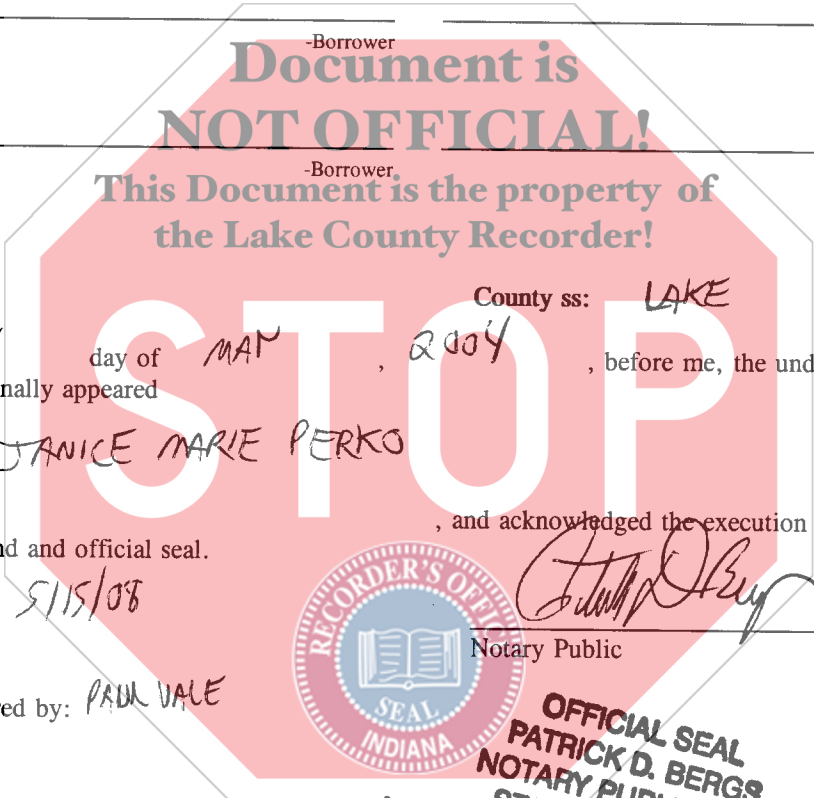 -Borrower
Document is
NOT OFFICIAL!
-Borrower
This Document is the property of
the Lake County Recorder!
County ss: LAKE
STOP
day of MAY , 2004 , before me, the und
nally appeared
JANICE MARIE PERKO
, and acknowledged the execution
nd and official seal.
5/15/08
Notary Public
RECORDER'S OFFICE
SEAL
INDIANA
ed by: PAUL VALE
OFFICIAL SEAL
PATRICK D. BERGS
NOTARY PUBL